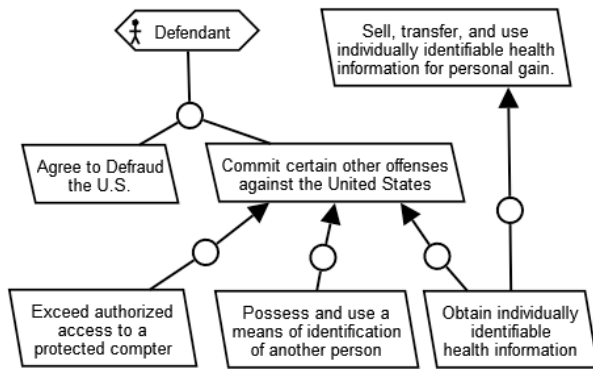 Defendant
Sell, transfer, and use
individually identifiable health
information for personal gain.
Agree to Defraud
the U.S.
Commit certain other offenses
against the United States
Exceed authorized
access to a
protected compter
Possess and use a
means of identification
of another person
Obtain individually
identifiable
health information